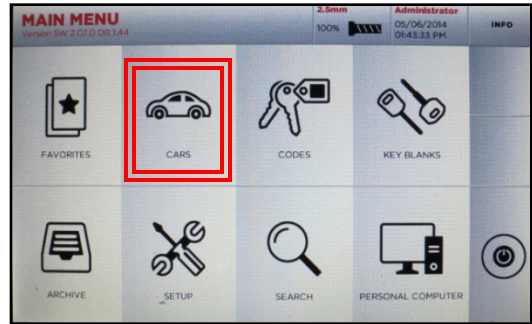 MAIN MENU
Version SW 2.07.0 DB 1.44
2.5mm
100%
Administrator
05/06/2014
01:43:33 PM
INFO
FAVORITES
CARS
CODES
KEY BLANKS
ARCHIVE
SETUP
SEARCH
PERSONAL COMPUTER